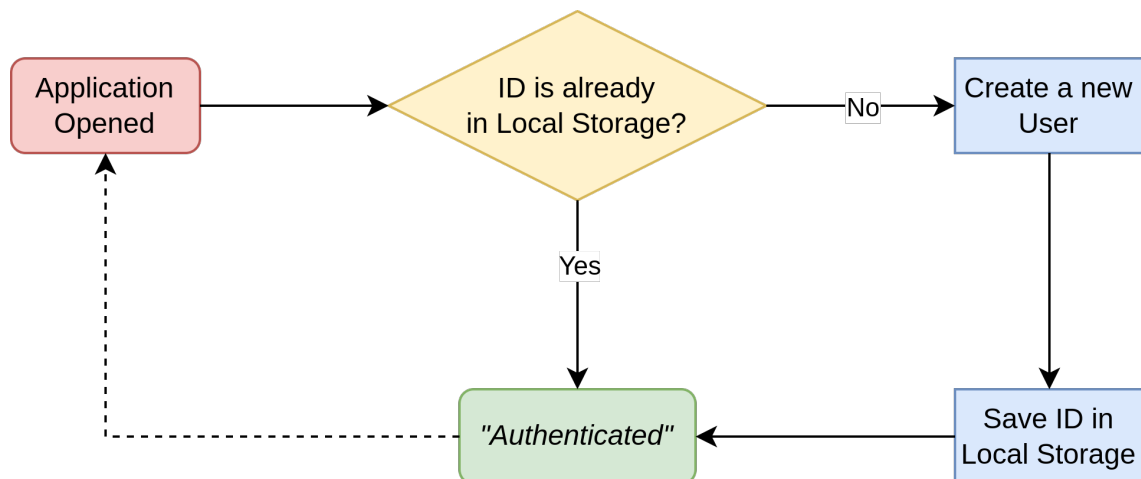 Application
Opened
ID is already
in Local Storage?
No
Create a new
User
Yes
"Authenticated"
Save ID in
Local Storage